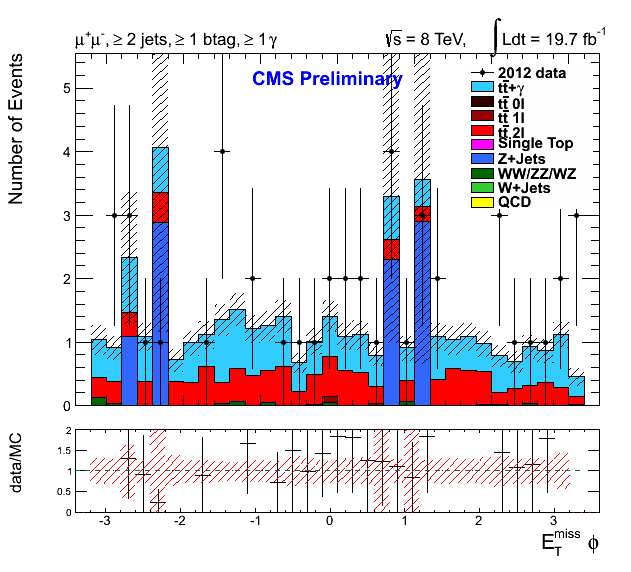 μ⁺μ⁻, ≥ 2 jets, ≥ 1 btag, ≥ 1 γ √s = 8 TeV, ∫ Ldt = 19.7 fb⁻¹
CMS Preliminary
2012 data
tt̄+γ
tt̄ 0l
tt̄ 1l
tt̄ 2l
Single Top
Z+Jets
WW/ZZ/WZ
W+Jets
QCD
Number of Events
5
4
3
2
1
0
data/MC
2
1.5
1
0.5
0
-3 -2 -1 0 1 2 3
E_T^miss ϕ